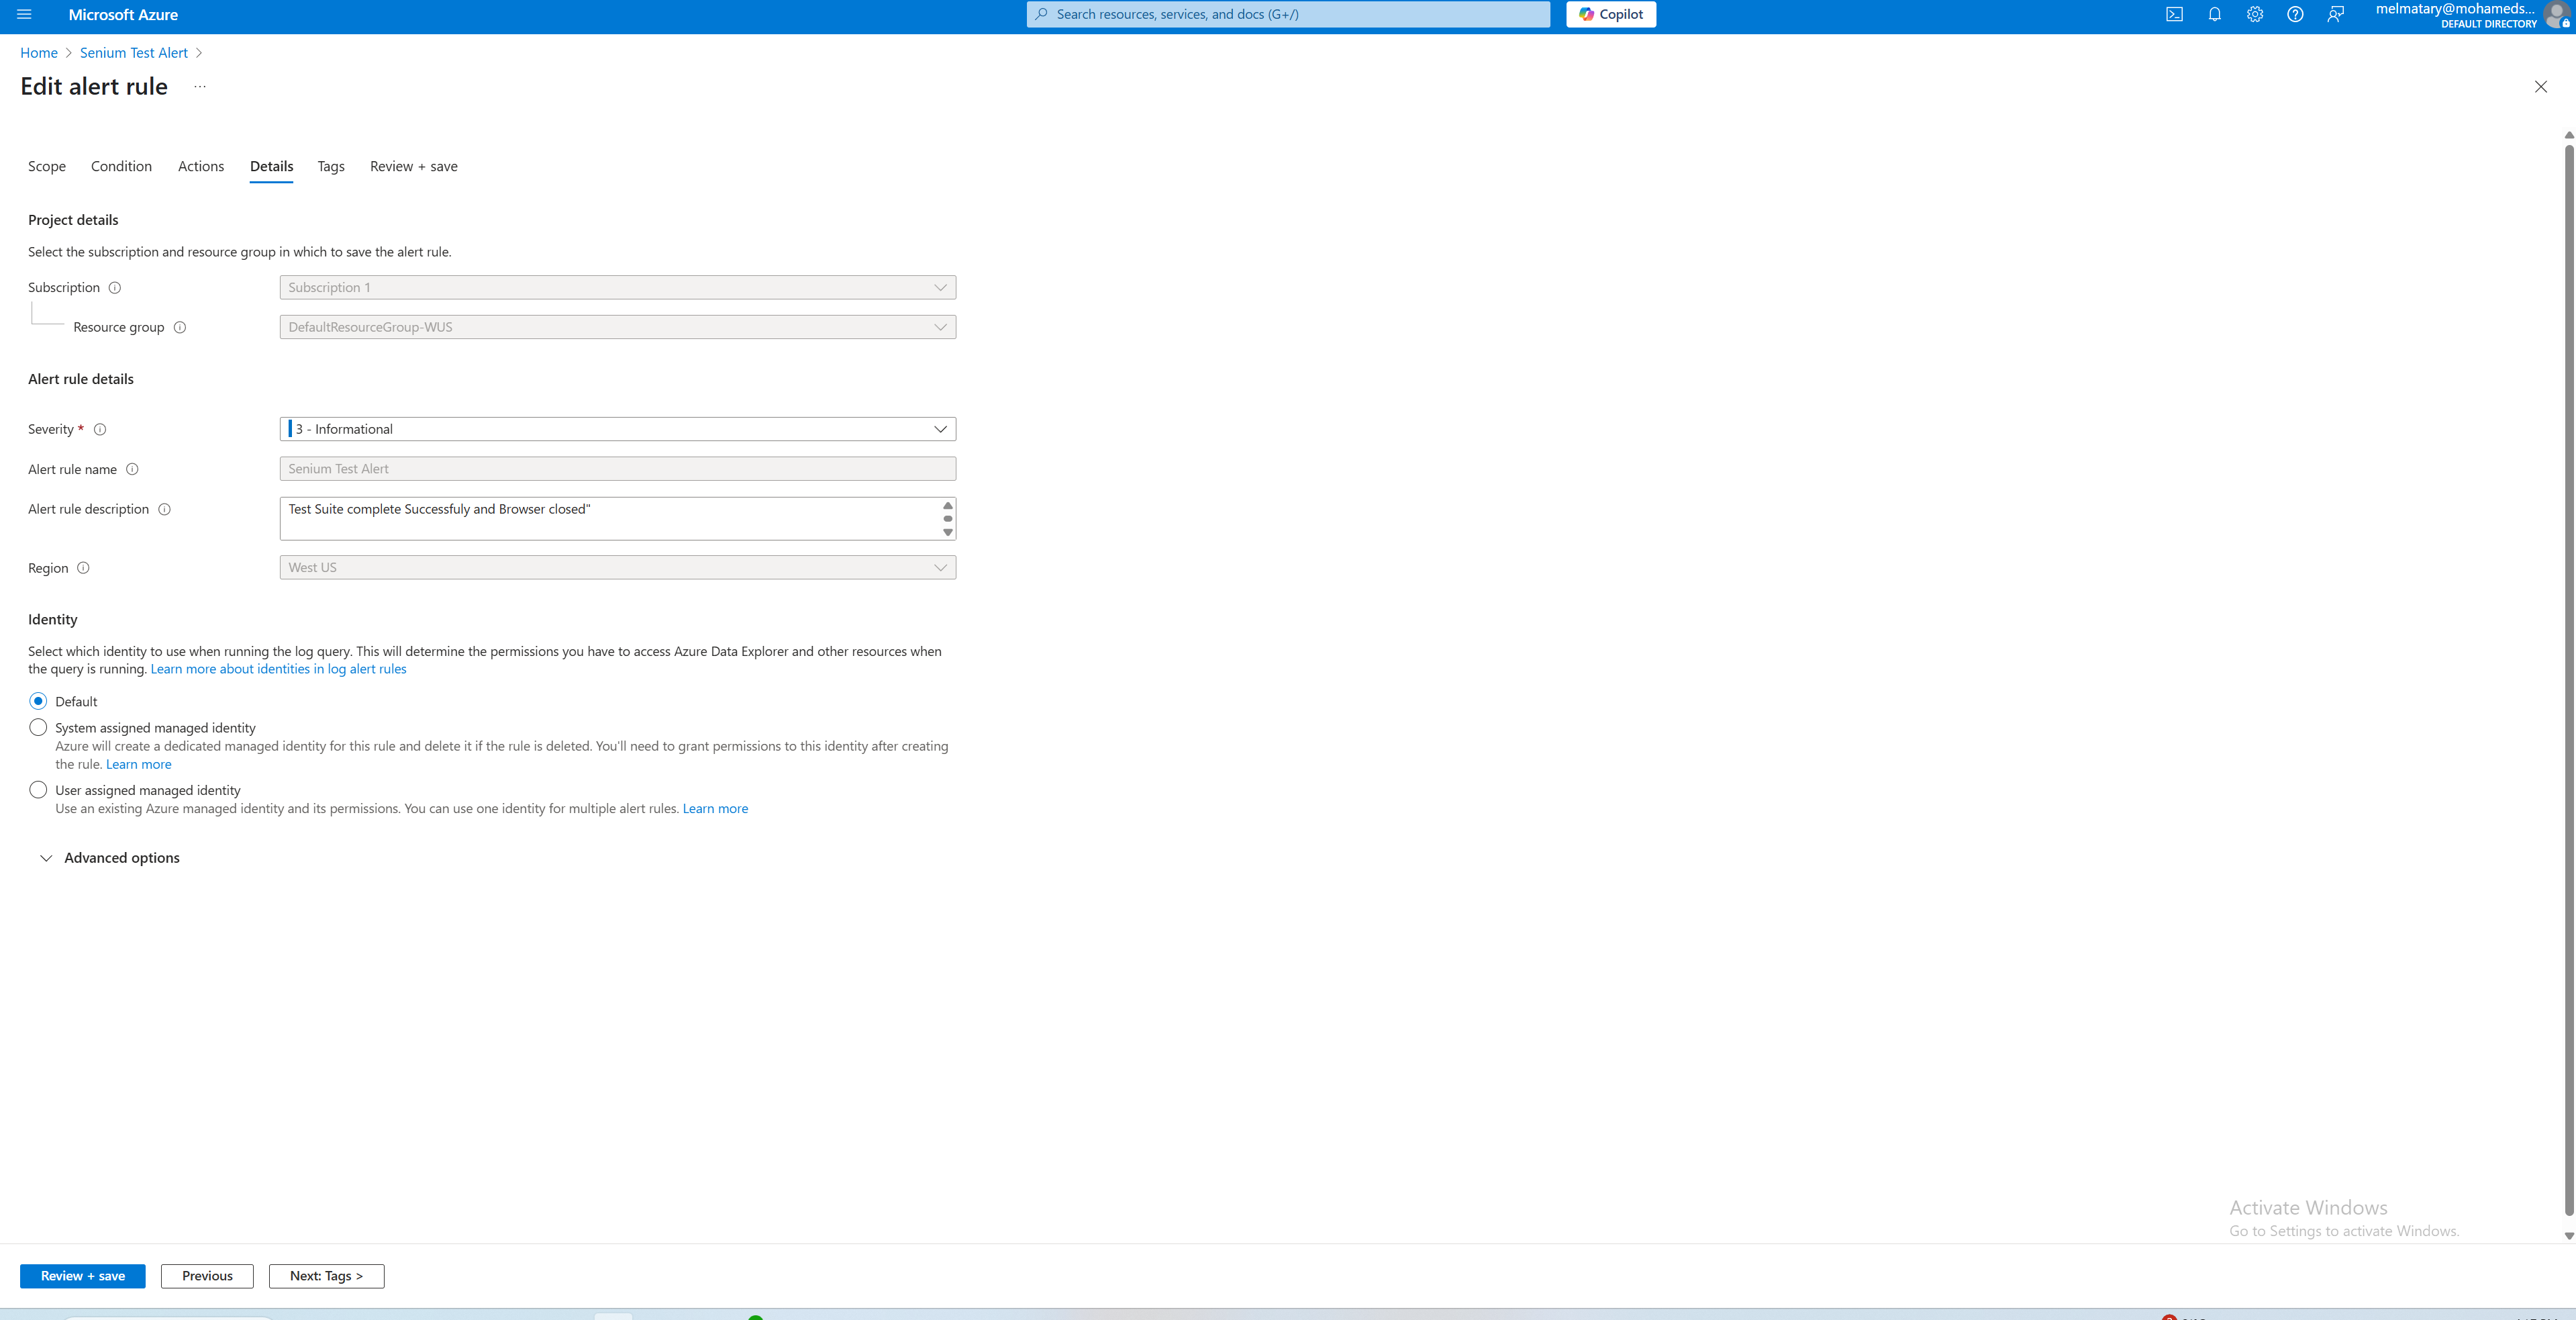 Microsoft Azure
Search resources, services, and docs (G+/)
Copilot
melmatary@mohameds...
DEFAULT DIRECTORY
Home > Senium Test Alert >
Edit alert rule ...
Scope Condition Actions Details Tags Review + save
Project details
Select the subscription and resource group in which to save the alert rule.
Subscription
Subscription 1
Resource group
DefaultResourceGroup-WUS
Alert rule details
Severity *
3 - Informational
Alert rule name
Senium Test Alert
Alert rule description
Test Suite complete Successfuly and Browser closed"
Region
West US
Identity
Select which identity to use when running the log query. This will determine the permissions you have to access Azure Data Explorer and other resources when
the query is running. Learn more about identities in log alert rules
Default
System assigned managed identity
Azure will create a dedicated managed identity for this rule and delete it if the rule is deleted. You'll need to grant permissions to this identity after creating
the rule. Learn more
User assigned managed identity
Use an existing Azure managed identity and its permissions. You can use one identity for multiple alert rules. Learn more
Advanced options
Activate Windows
Go to Settings to activate Windows.
Review + save
Previous
Next: Tags >